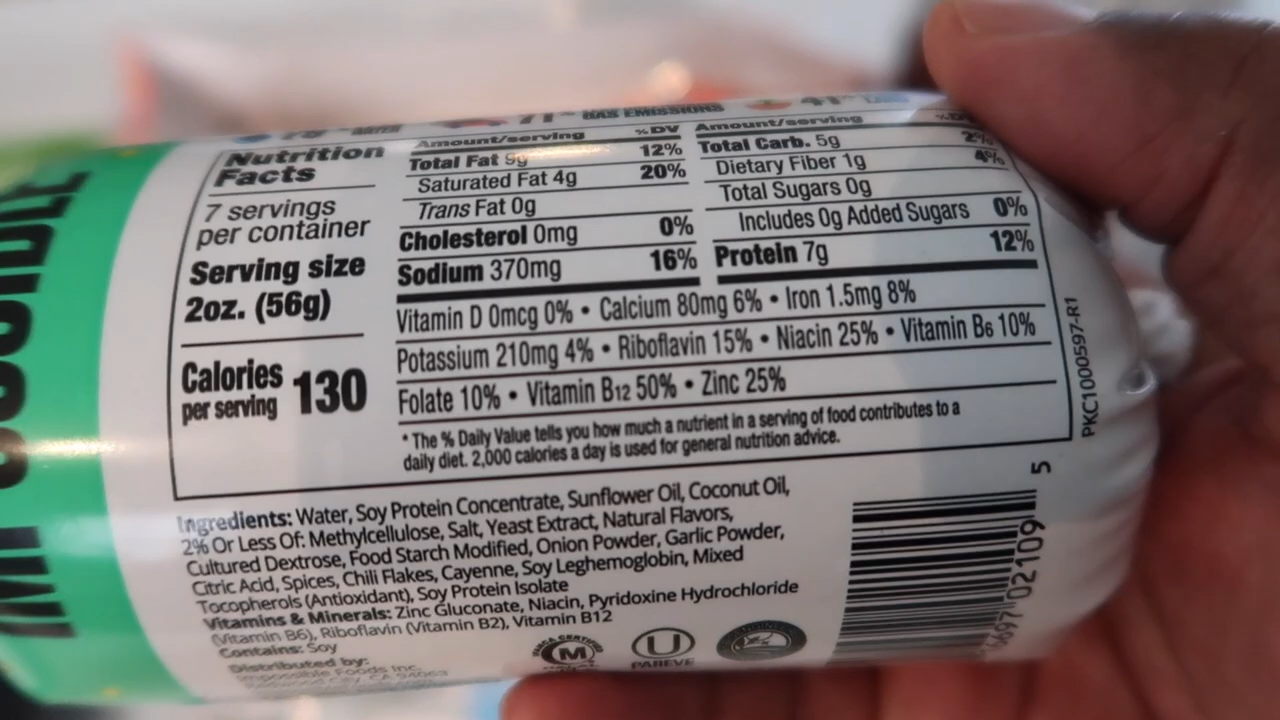 GAS EMISSIONS
Nutrition
Facts
7 servings
per container
Serving size
2oz. (56g)
Calories
per serving 130
Amount/serving %DV
Total Fat 9g 12%
Saturated Fat 4g 20%
Trans Fat 0g
Cholesterol 0mg 0%
Sodium 370mg 16%
Amount/serving
Total Carb. 5g 2%
Dietary Fiber 1g 4%
Total Sugars 0g
Includes 0g Added Sugars 0%
Protein 7g 12%
Vitamin D 0mcg 0% • Calcium 80mg 6% • Iron 1.5mg 8%
Potassium 210mg 4% • Riboflavin 15% • Niacin 25% • Vitamin B6 10%
Folate 10% • Vitamin B12 50% • Zinc 25%
* The % Daily Value tells you how much a nutrient in a serving of food contributes to a
daily diet. 2,000 calories a day is used for general nutrition advice.
PKC1000597-R1
Ingredients: Water, Soy Protein Concentrate, Sunflower Oil, Coconut Oil,
2% Or Less Of: Methylcellulose, Salt, Yeast Extract, Natural Flavors,
Cultured Dextrose, Food Starch Modified, Onion Powder, Garlic Powder,
Citric Acid, Spices, Chili Flakes, Cayenne, Soy Leghemoglobin, Mixed
Tocopherols (Antioxidant), Soy Protein Isolate
Vitamins & Minerals: Zinc Gluconate, Niacin, Pyridoxine Hydrochloride
(Vitamin B6), Riboflavin (Vitamin B2), Vitamin B12
Contains: Soy
Distributed by:
Impossible Foods Inc.
CA 94063
M
U
PAREVE
02109 5